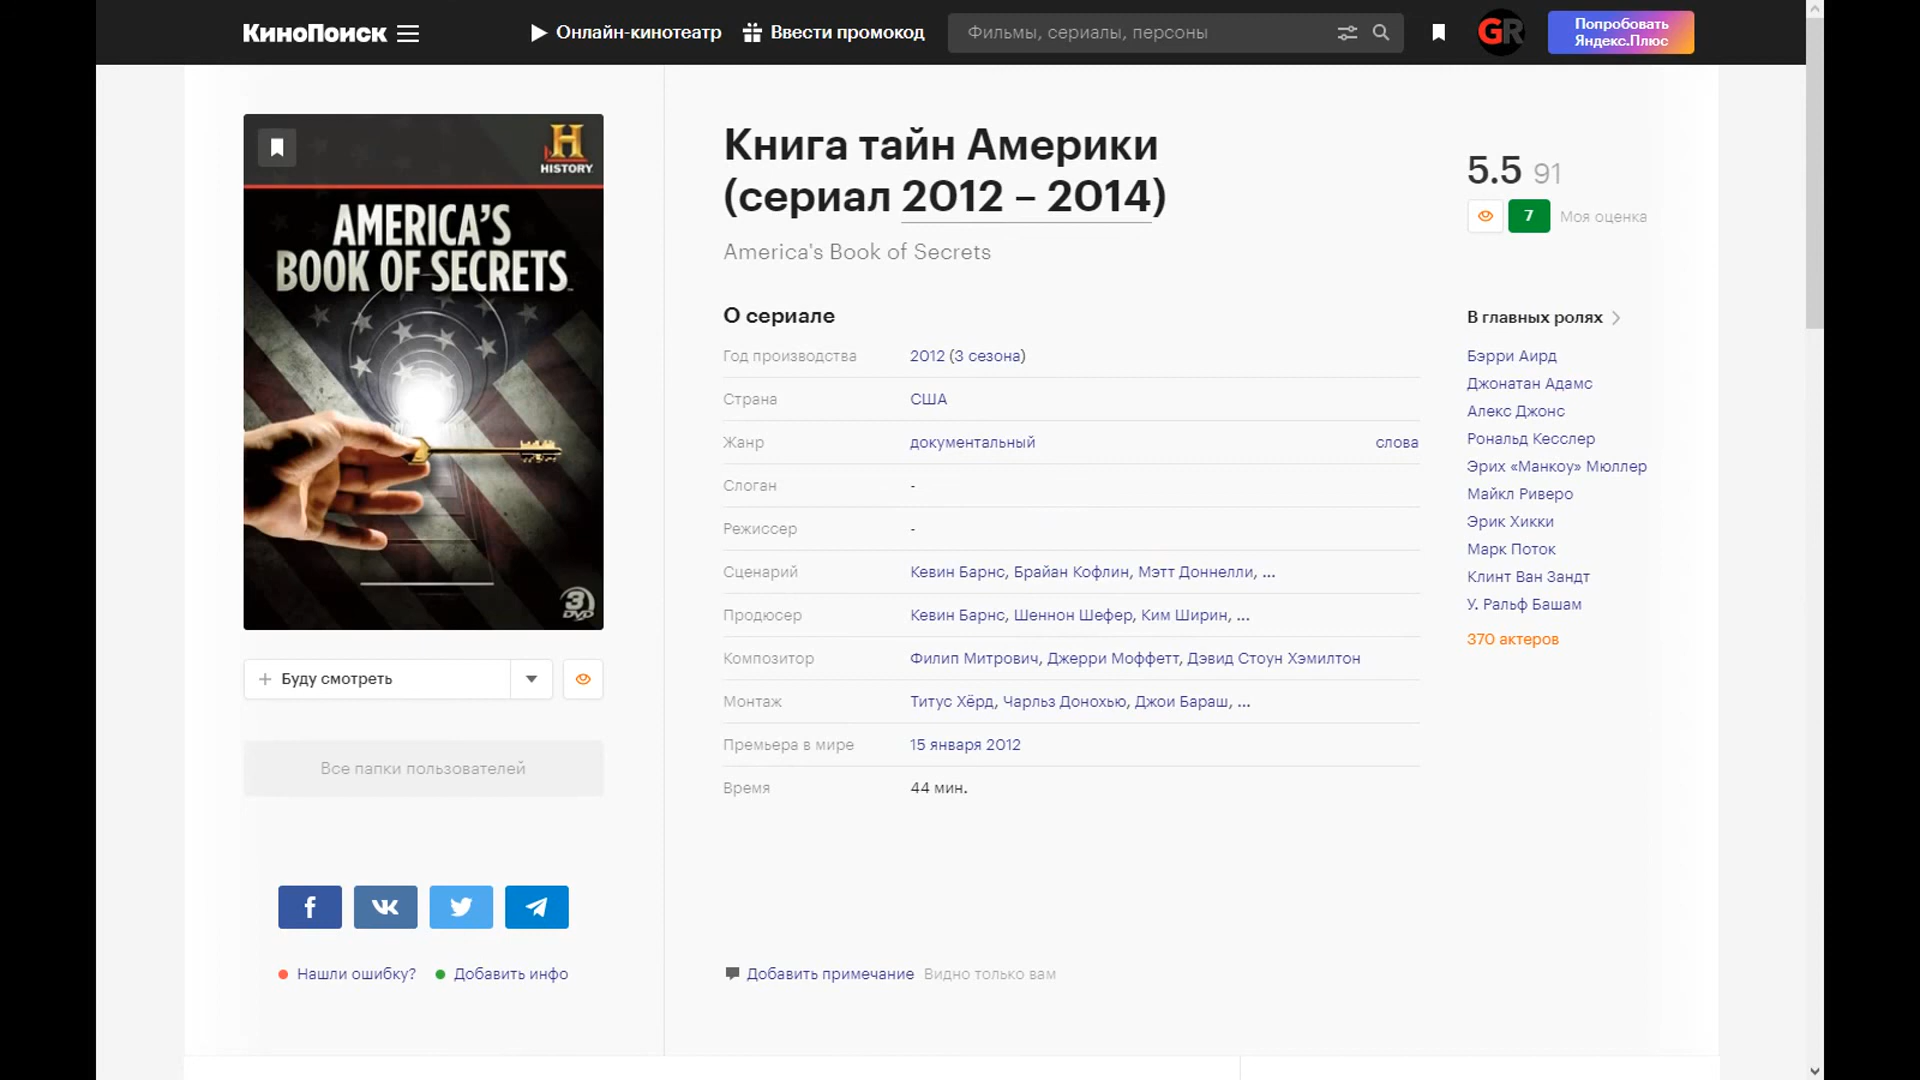 КиноПоиск
Онлайн-кинотеатр
Ввести промокод
Фильмы, сериалы, персоны
GR
Попробовать
Яндекс.Плюс
H
HISTORY
AMERICA'S
BOOK OF SECRETS
3
DVD
Буду смотреть
Все папки пользователей
Нашли ошибку?
Добавить инфо
Книга тайн Америки
(сериал 2012 – 2014)
America's Book of Secrets
О сериале
Год производства 2012 (3 сезона)
Страна США
Жанр документальный слова
Слоган -
Режиссер -
Сценарий Кевин Барнс, Брайан Кофлин, Мэтт Доннелли, ...
Продюсер Кевин Барнс, Шеннон Шефер, Ким Ширин, ...
Композитор Филип Митрович, Джерри Моффетт, Дэвид Стоун Хэмилтон
Монтаж Титус Хёрд, Чарльз Донохью, Джои Бараш, ...
Премьера в мире 15 января 2012
Время 44 мин.
Добавить примечание Видно только вам
5.5 91
7 Моя оценка
В главных ролях
Бэрри Аирд
Джонатан Адамс
Алекс Джонс
Рональд Кесслер
Эрих «Манкоу» Мюллер
Майкл Риверо
Эрик Хикки
Марк Поток
Клинт Ван Зандт
У. Ральф Башам
370 актеров